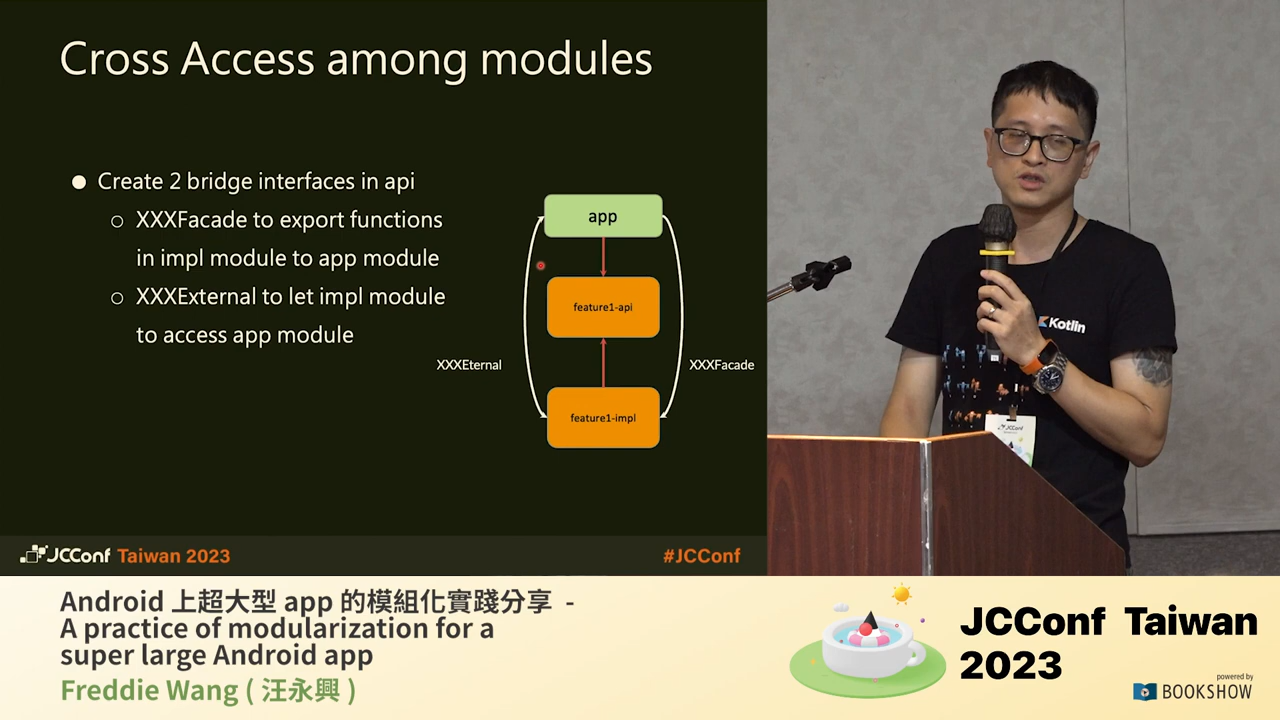 Cross Access among modules
● Create 2 bridge interfaces in api
○ XXXFacade to export functions
in impl module to app module
○ XXXExternal to let impl module
to access app module
app
feature1-api
XXXEternal
XXXFacade
feature1-impl
JCConf Taiwan 2023
#JCConf
Kotlin
JCConf
Android 上超大型 app 的模組化實踐分享 -
A practice of modularization for a
super large Android app
Freddie Wang ( 汪永興 )
JCConf Taiwan
2023
powered by
BOOKSHOW